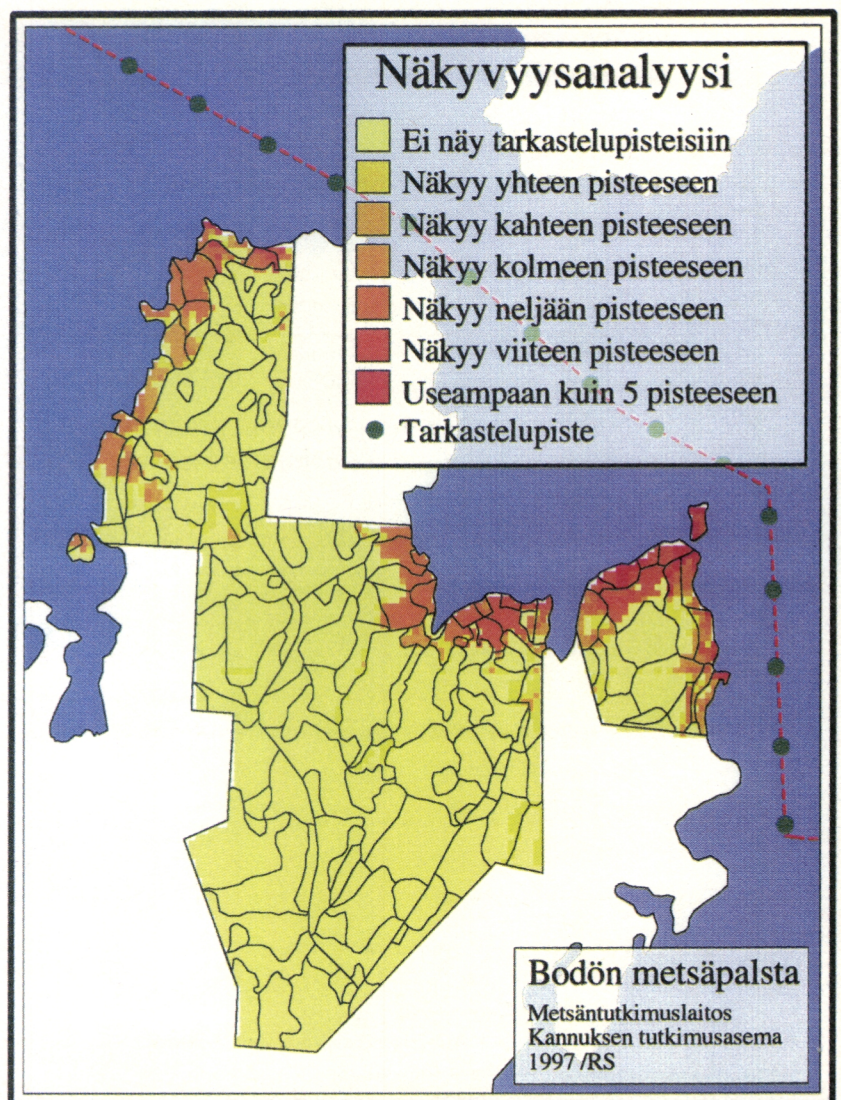 Näkyvyysanalyysi
Ei näy tarkastelupisteisiin
Näkyy yhteen pisteeseen
Näkyy kahteen pisteeseen
Näkyy kolmeen pisteeseen
Näkyy neljään pisteeseen
Näkyy viiteen pisteeseen
Useampaan kuin 5 pisteeseen
Tarkastelupiste
Bodön metsäpalsta
Metsäntutkimuslaitos
Kannuksen tutkimusasema
1997 /RS